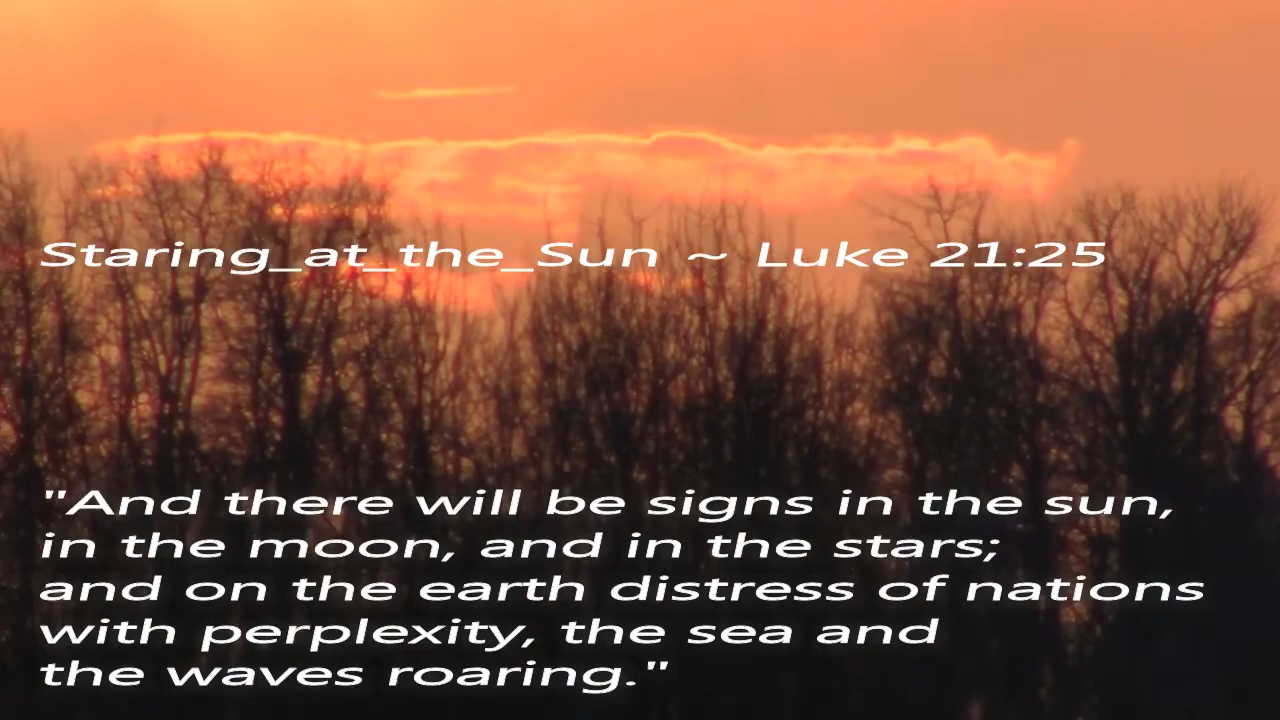 Staring_at_the_Sun ~ Luke 21:25
"And there will be signs in the sun,
in the moon, and in the stars;
and on the earth distress of nations
with perplexity, the sea and
the waves roaring."